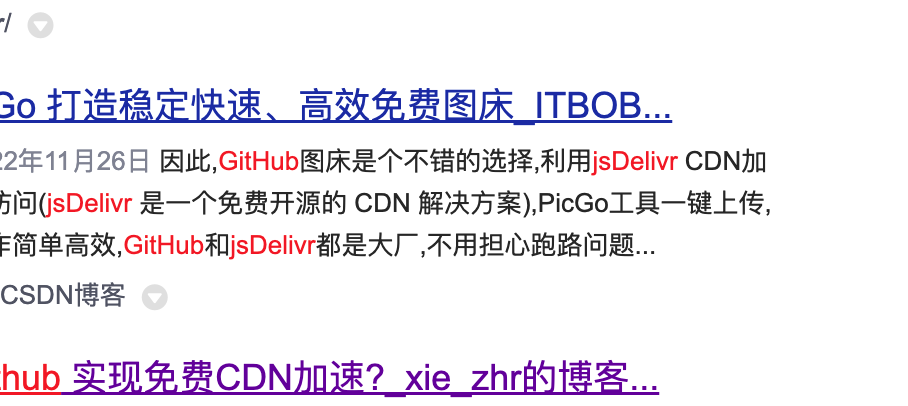 r/
Go 打造稳定快速、高效免费图床_ITBOB...
22年11月26日 因此,GitHub图床是个不错的选择,利用jsDelivr CDN加
访问(jsDelivr 是一个免费开源的 CDN 解决方案),PicGo工具一键上传,
作简单高效,GitHub和jsDelivr都是大厂,不用担心跑路问题...
CSDN博客
thub 实现免费CDN加速?_xie_zhr的博客...